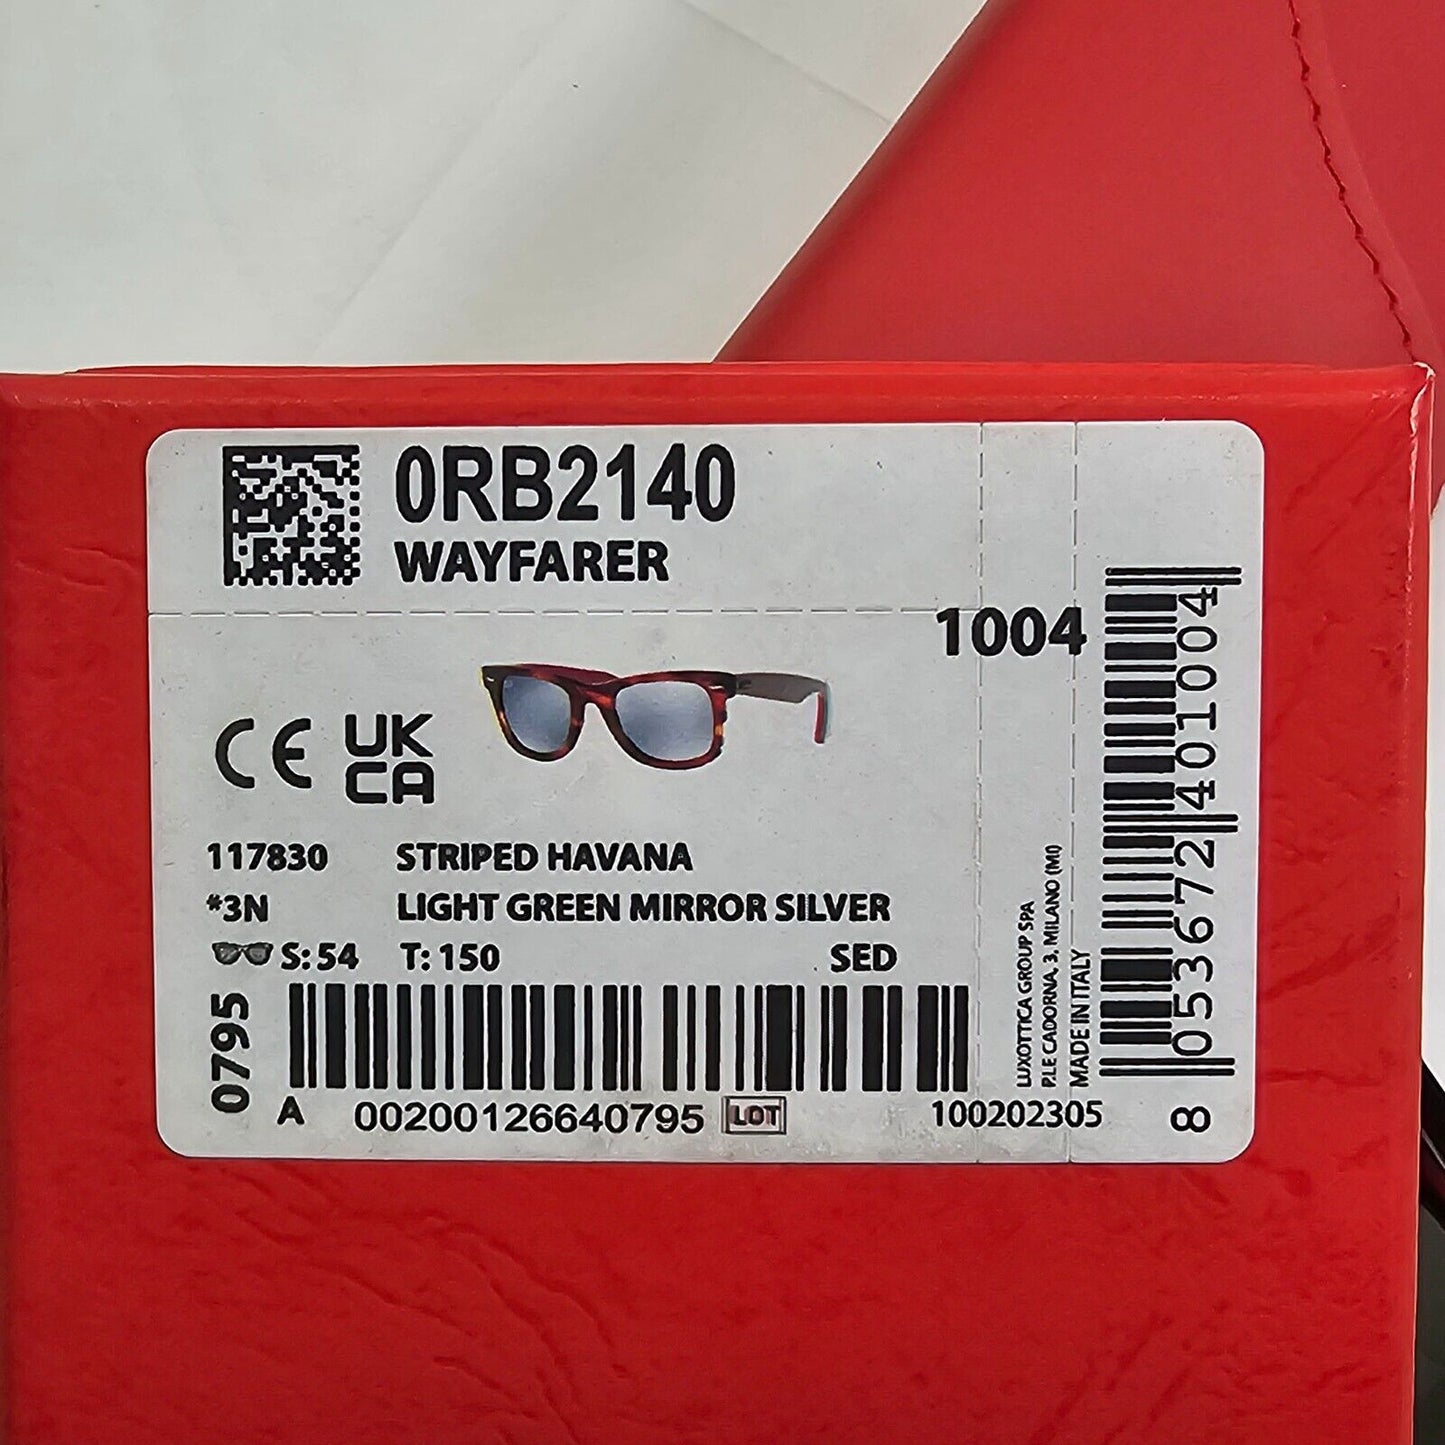 0RB2140
WAYFARER
1004
CE UK
CA
117830 STRIPED HAVANA
*3N LIGHT GREEN MIRROR SILVER
S: 54 T: 150 SED
0795
A 00200126640795 LOT 100202305
LUXOTTICA GROUP SPA
P.LE CADORNA, 3, MILANO (MI)
MADE IN ITALY
8 053672 401004